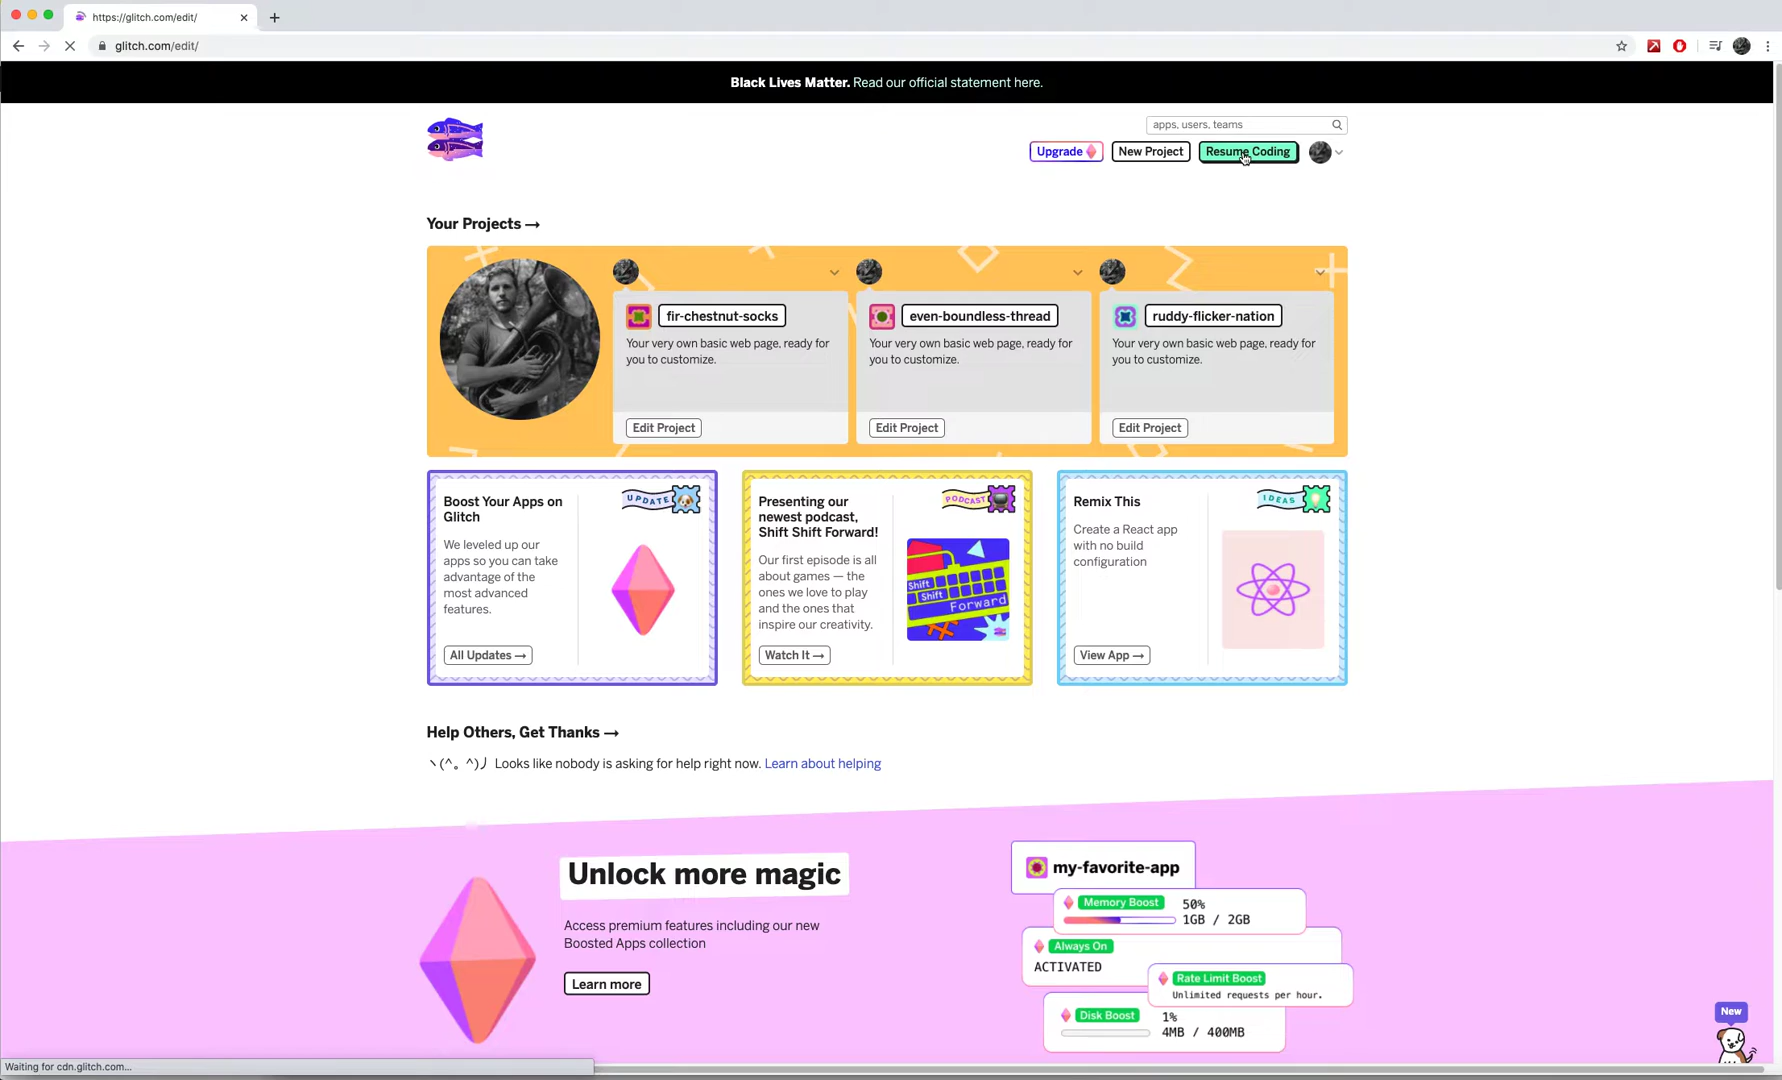 https://glitch.com/edit/
glitch.com/edit/
Black Lives Matter. Read our official statement here.
apps, users, teams
Upgrade
New Project
Resume Coding
Your Projects →
fir-chestnut-socks
Your very own basic web page, ready for
you to customize.
Edit Project
even-boundless-thread
Your very own basic web page, ready for
you to customize.
Edit Project
ruddy-flicker-nation
Your very own basic web page, ready for
you to customize.
Edit Project
Boost Your Apps on
Glitch
UPDATE
We leveled up our
apps so you can take
advantage of the
most advanced
features.
All Updates →
Presenting our
newest podcast,
Shift Shift Forward!
PODCAST
Our first episode is all
about games — the
ones we love to play
and the ones that
inspire our creativity.
Shift
Shift
Forward
Watch It →
Remix This
IDEAS
Create a React app
with no build
configuration
View App →
Help Others, Get Thanks →
ヽ(^。^)丿 Looks like nobody is asking for help right now. Learn about helping
Unlock more magic
Access premium features including our new
Boosted Apps collection
Learn more
my-favorite-app
Memory Boost 50%
1GB / 2GB
Always On
ACTIVATED
Rate Limit Boost
Unlimited requests per hour.
Disk Boost 1%
4MB / 400MB
New
Waiting for cdn.glitch.com...